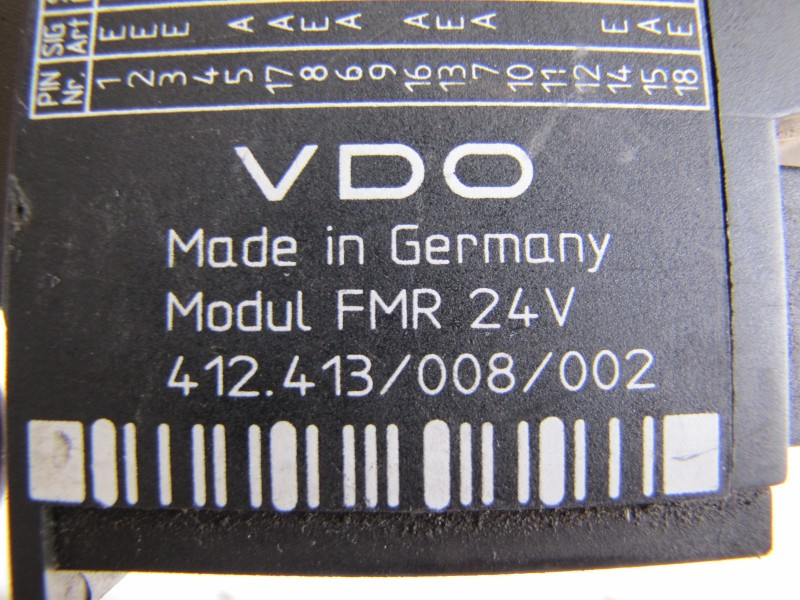 PIN SIG
Nr. Art
1 E
2 E
3 E
4
5 A
17 A
8 E
6 A
9
16 A
13 E
7 A
10
11
12
14 E
15 A
18 E
VDO
Made in Germany
Modul FMR 24V
412.413/008/002